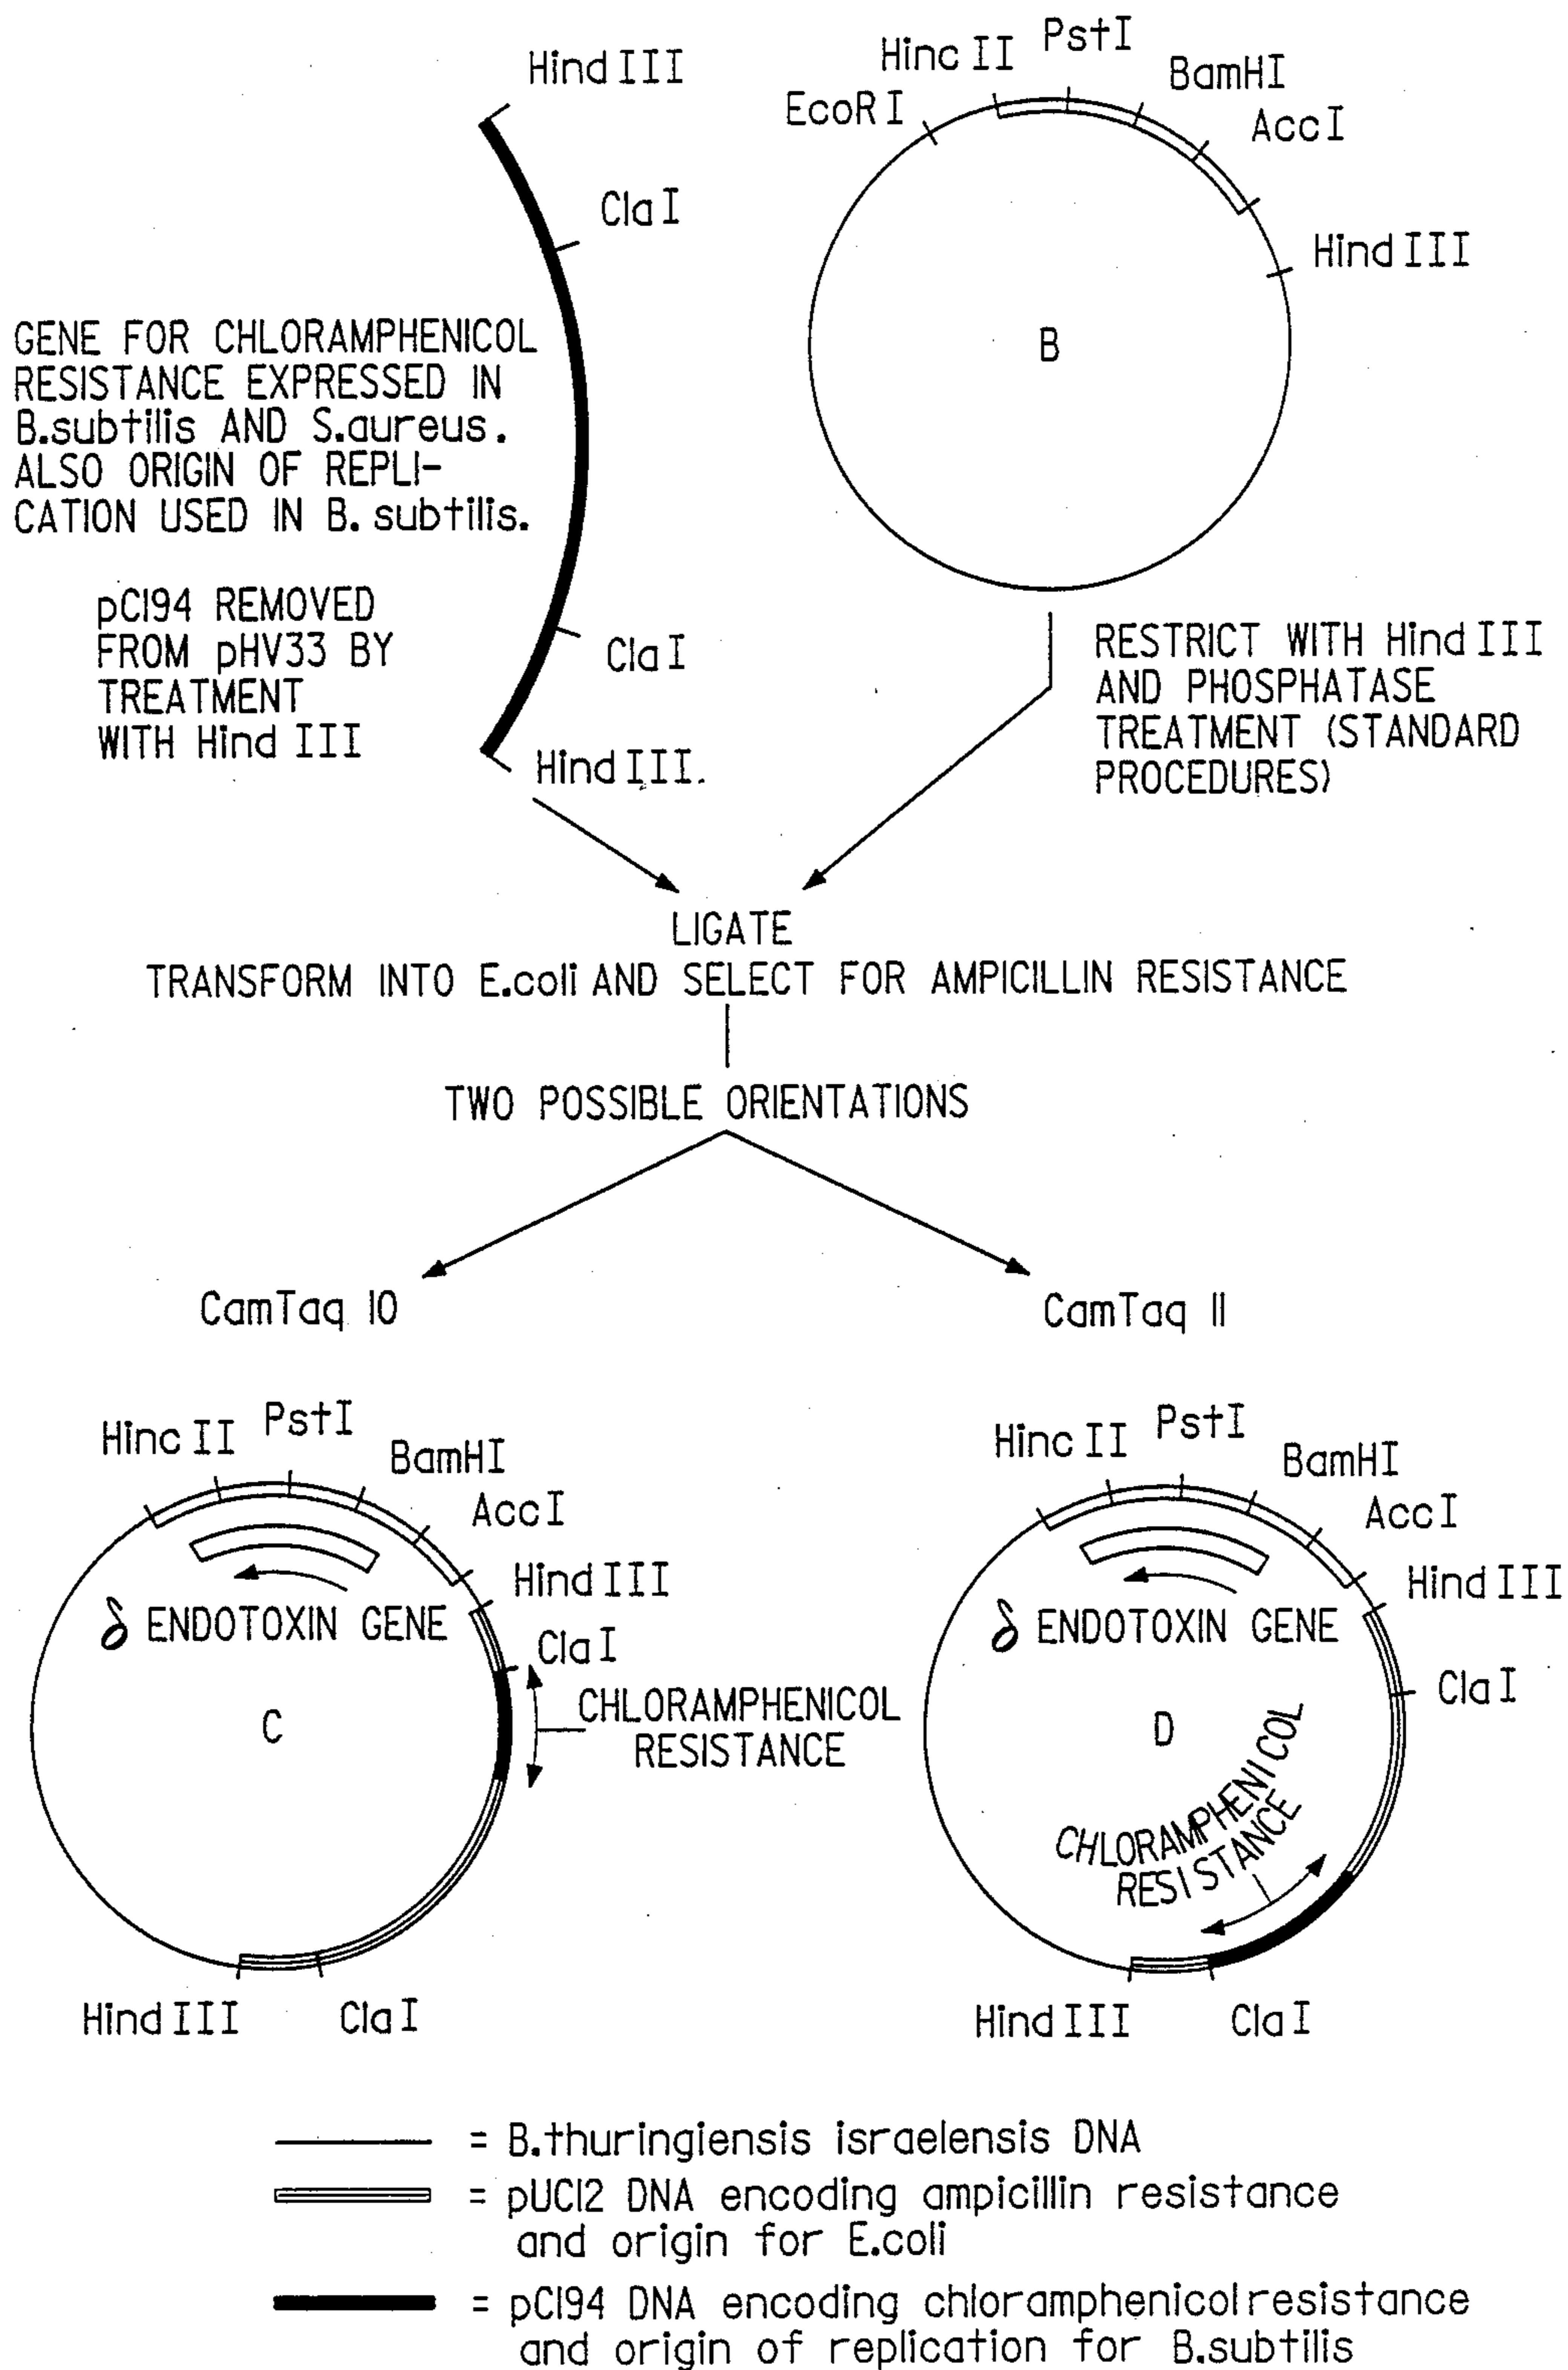 Hind III
Cla I
GENE FOR CHLORAMPHENICOL
RESISTANCE EXPRESSED IN
B.subtilis AND S.aureus.
ALSO ORIGIN OF REPLI-
CATION USED IN B. subtilis.
pC194 REMOVED
FROM pHV33 BY
TREATMENT
WITH Hind III
Cla I
Hind III.
EcoR I
Hinc II
PstI
BamHI
AccI
Hind III
B
RESTRICT WITH Hind III
AND PHOSPHATASE
TREATMENT (STANDARD
PROCEDURES)
LIGATE
TRANSFORM INTO E.coli AND SELECT FOR AMPICILLIN RESISTANCE
TWO POSSIBLE ORIENTATIONS
CamTaq 10
CamTaq 11
Hinc II
PstI
BamHI
AccI
Hind III
δ ENDOTOXIN GENE
Cla I
CHLORAMPHENICOL
RESISTANCE
C
Hind III
Cla I
Hinc II
PstI
BamHI
AccI
Hind III
δ ENDOTOXIN GENE
Cla I
D
CHLORAMPHENICOL
RESISTANCE
Hind III
Cla I
= B.thuringiensis israelensis DNA
= pUC12 DNA encoding ampicillin resistance
and origin for E.coli
= pC194 DNA encoding chloramphenicol resistance
and origin of replication for B.subtilis